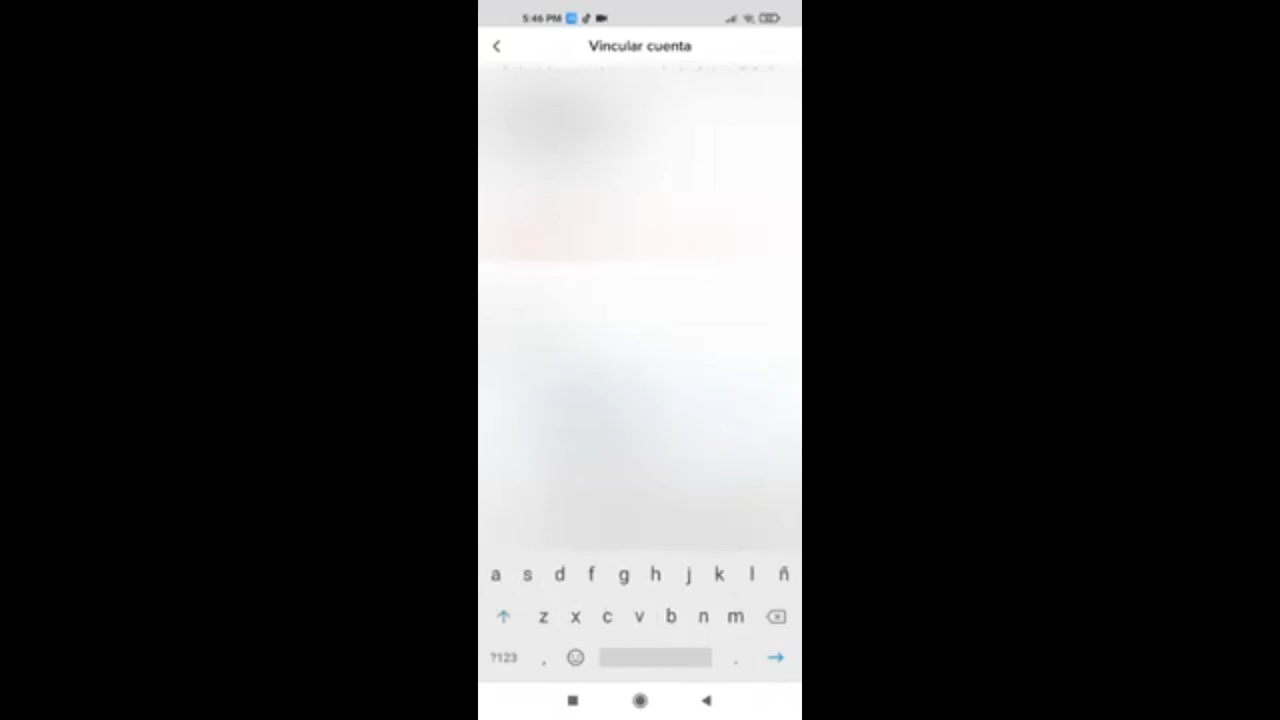 5:46 PM
Vincular cuenta
a s d f g h j k l ñ
z x c v b n m
?123 , .